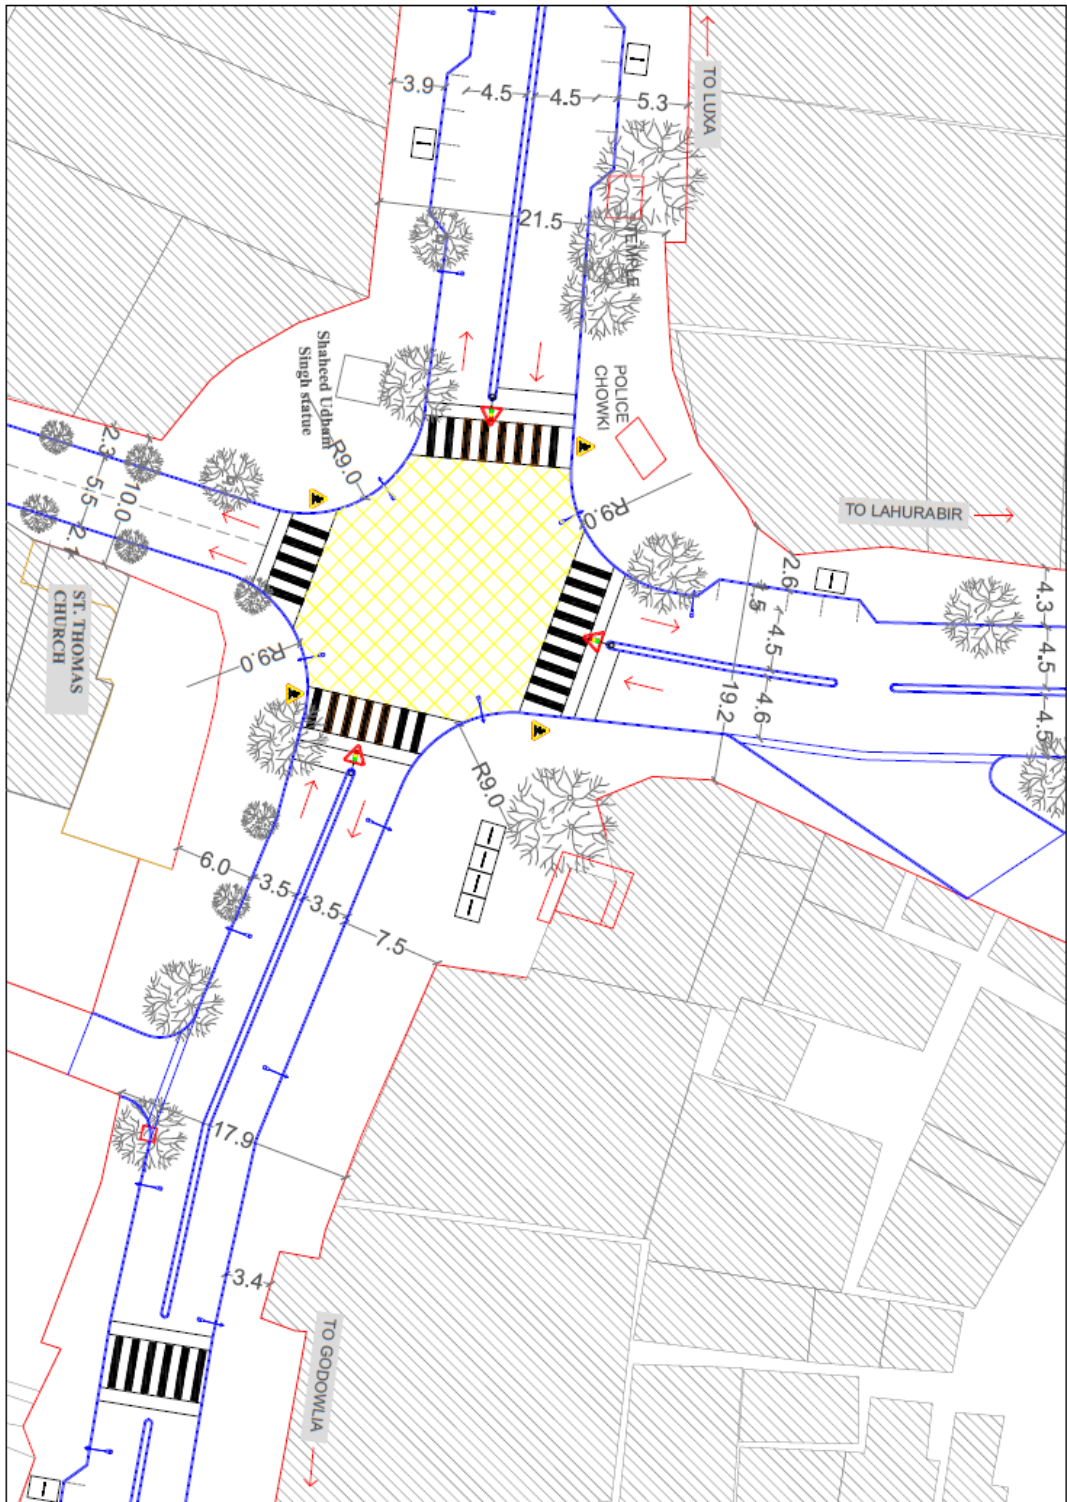 TO LUXA
3.9
4.5
4.5
5.3
21.5
TEMPLE
Shaheed Udham
Singh statue
POLICE
CHOWKI
R9.0
R9.0
TO LAHURABIR
2.3
5.5
10.0
2.1
2.6
.5
4.5
4.6
19.2
4.3
4.5
4.5
ST. THOMAS
CHURCH
R9.0
R9.0
6.0
3.5
3.5
7.5
17.9
3.4
TO GODOWLIA